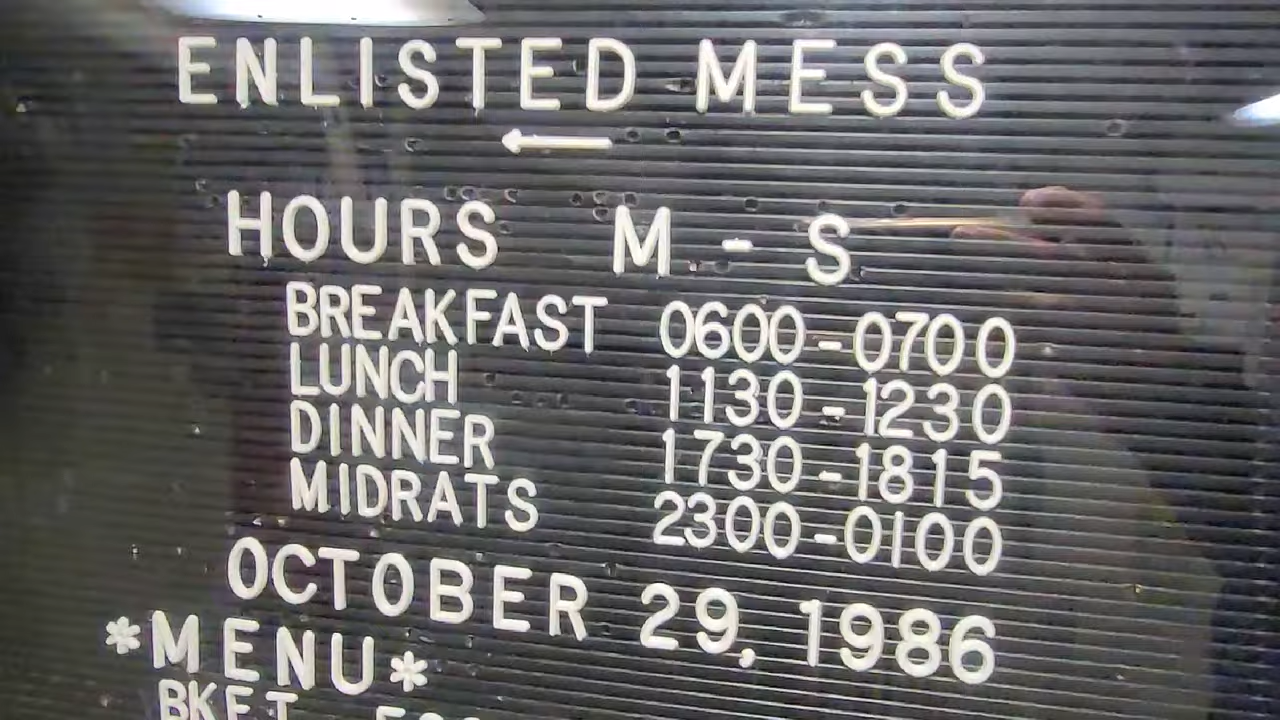 ENLISTED MESS
←
HOURS M - S
BREAKFAST 0600-0700
LUNCH 1130-1230
DINNER 1730-1815
MIDRATS 2300-0100
OCTOBER 29, 1986
*MENU*
BKFT